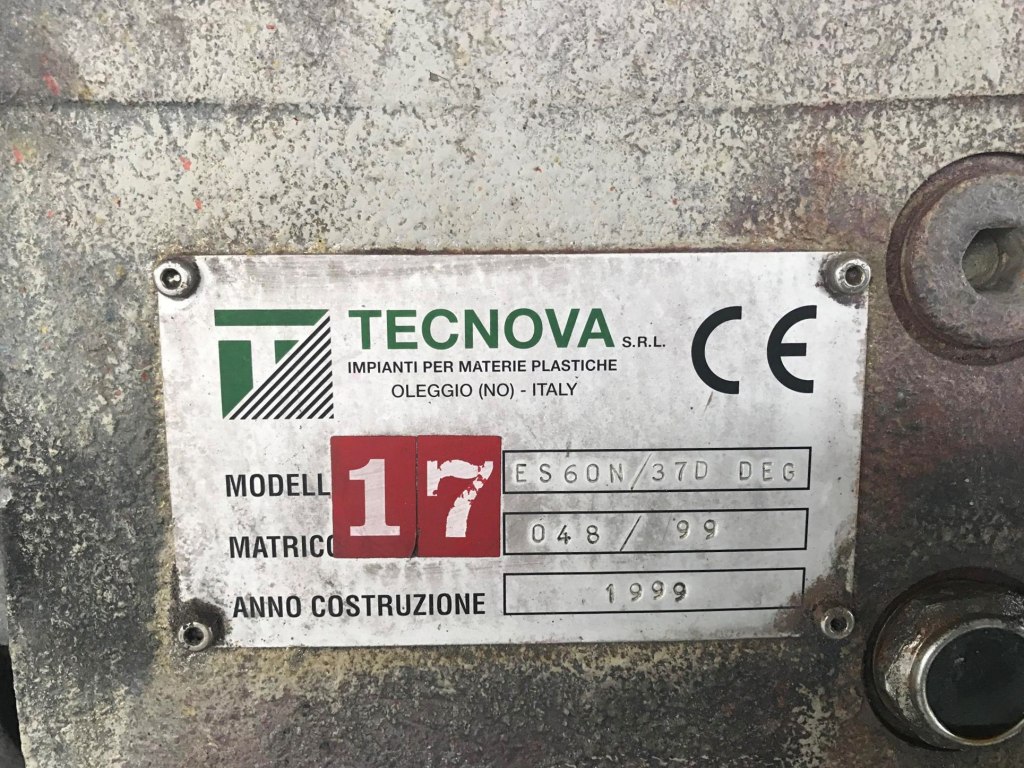 TECNOVA S.R.L.
IMPIANTI PER MATERIE PLASTICHE
OLEGGIO (NO) - ITALY
CE
MODELL 17 ES60N/37D DEG
MATRICO 048/99
ANNO COSTRUZIONE 1999